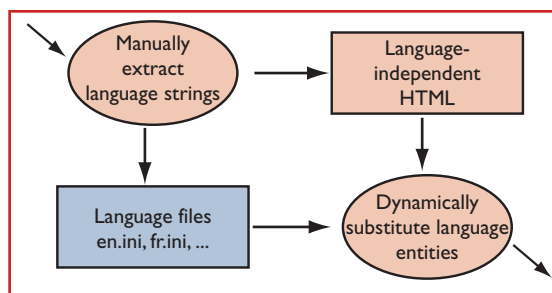 Manually
extract
language strings
Language-
independent
HTML
Language files
en.ini, fr.ini, ...
Dynamically
substitute language
entities